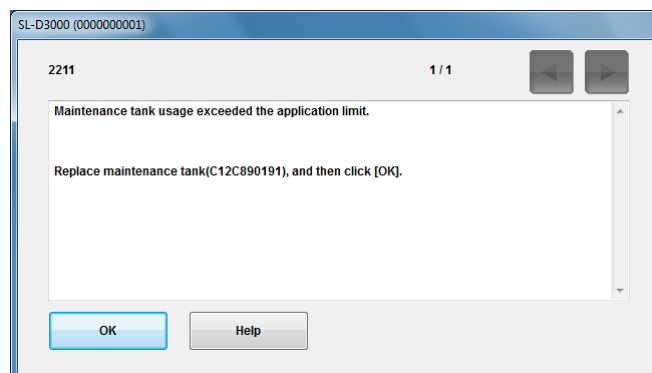 SL-D3000 (0000000001)
2211 1 / 1
Maintenance tank usage exceeded the application limit.
Replace maintenance tank(C12C890191), and then click [OK].
OK Help